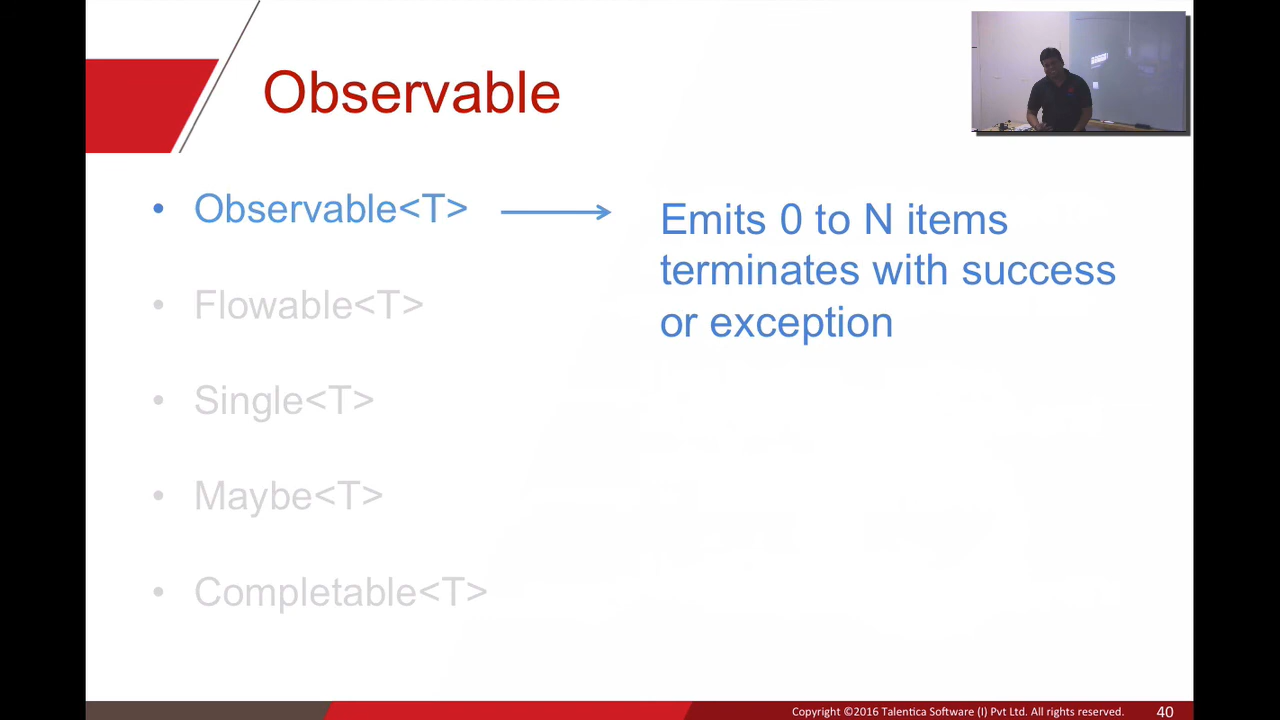 Observable
• Observable<T>
Emits 0 to N items
terminates with success
or exception
• Flowable<T>
• Single<T>
• Maybe<T>
• Completable<T>
Copyright ©2016 Talentica Software (I) Pvt Ltd. All rights reserved.
40